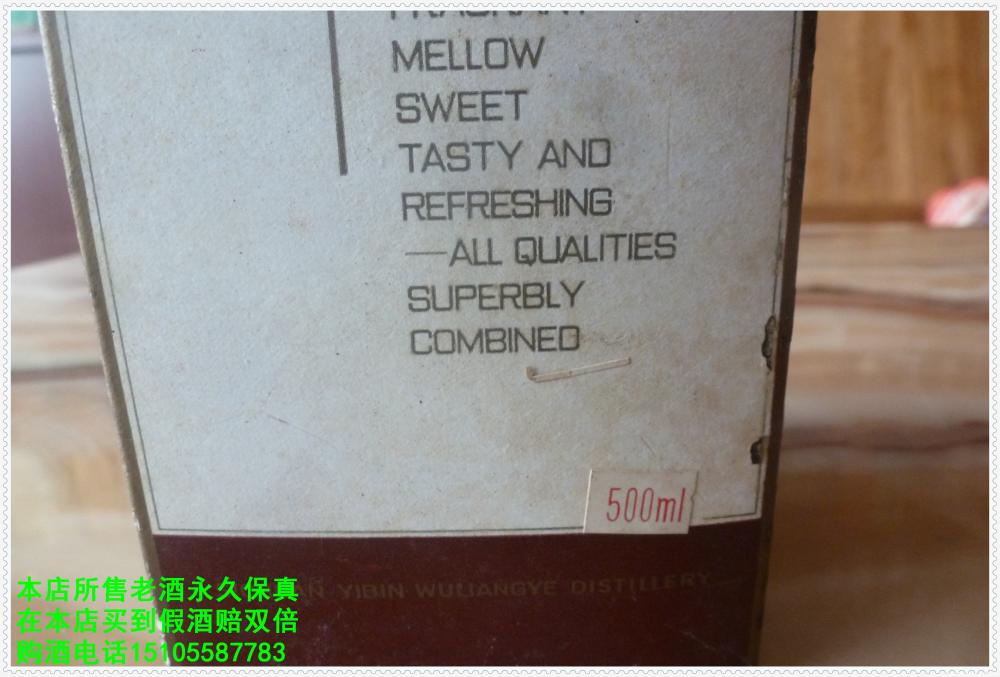 FRAGRANT
MELLOW
SWEET
TASTY AND
REFRESHING
—ALL QUALITIES
SUPERBLY
COMBINED
500ml
YIBIN WULIANGYE DISTILLERY
本店所售老酒永久保真
在本店买到假酒赔双倍
购酒电话15105587783